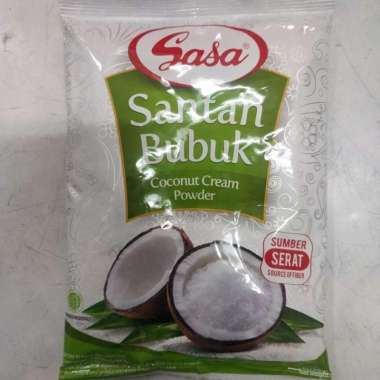 Sasa®
Santan
Bubuk
Coconut Cream
Powder
SUMBER
SERAT
SOURCE OF FIBER